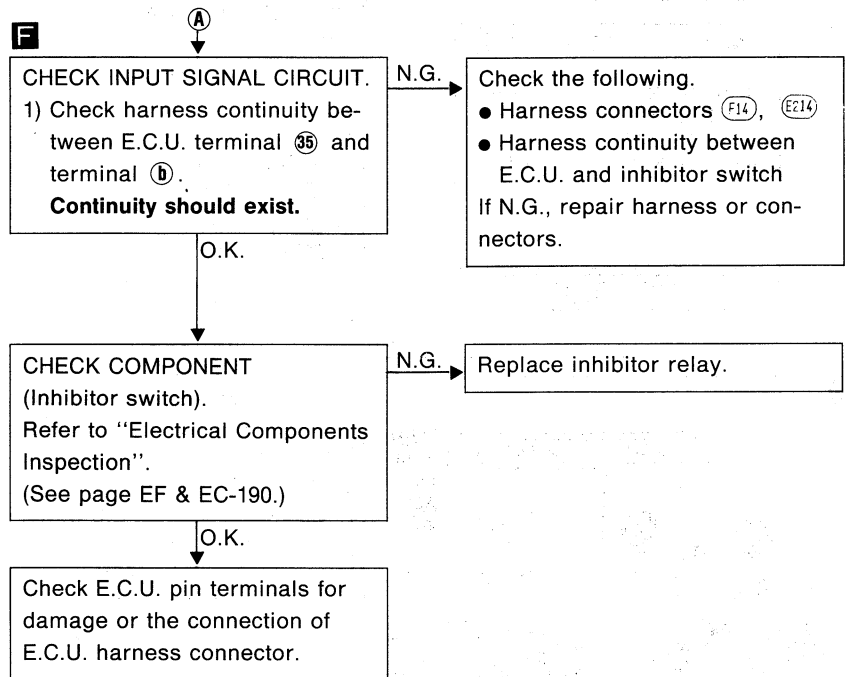 Ⓐ
F
CHECK INPUT SIGNAL CIRCUIT.
1) Check harness continuity be-
tween E.C.U. terminal ㉟ and
terminal ⓑ.
Continuity should exist.
N.G.
Check the following.
● Harness connectors F14, E214
● Harness continuity between
E.C.U. and inhibitor switch
If N.G., repair harness or con-
nectors.
O.K.
CHECK COMPONENT
(Inhibitor switch).
Refer to ''Electrical Components
Inspection''.
(See page EF & EC-190.)
N.G.
Replace inhibitor relay.
O.K.
Check E.C.U. pin terminals for
damage or the connection of
E.C.U. harness connector.